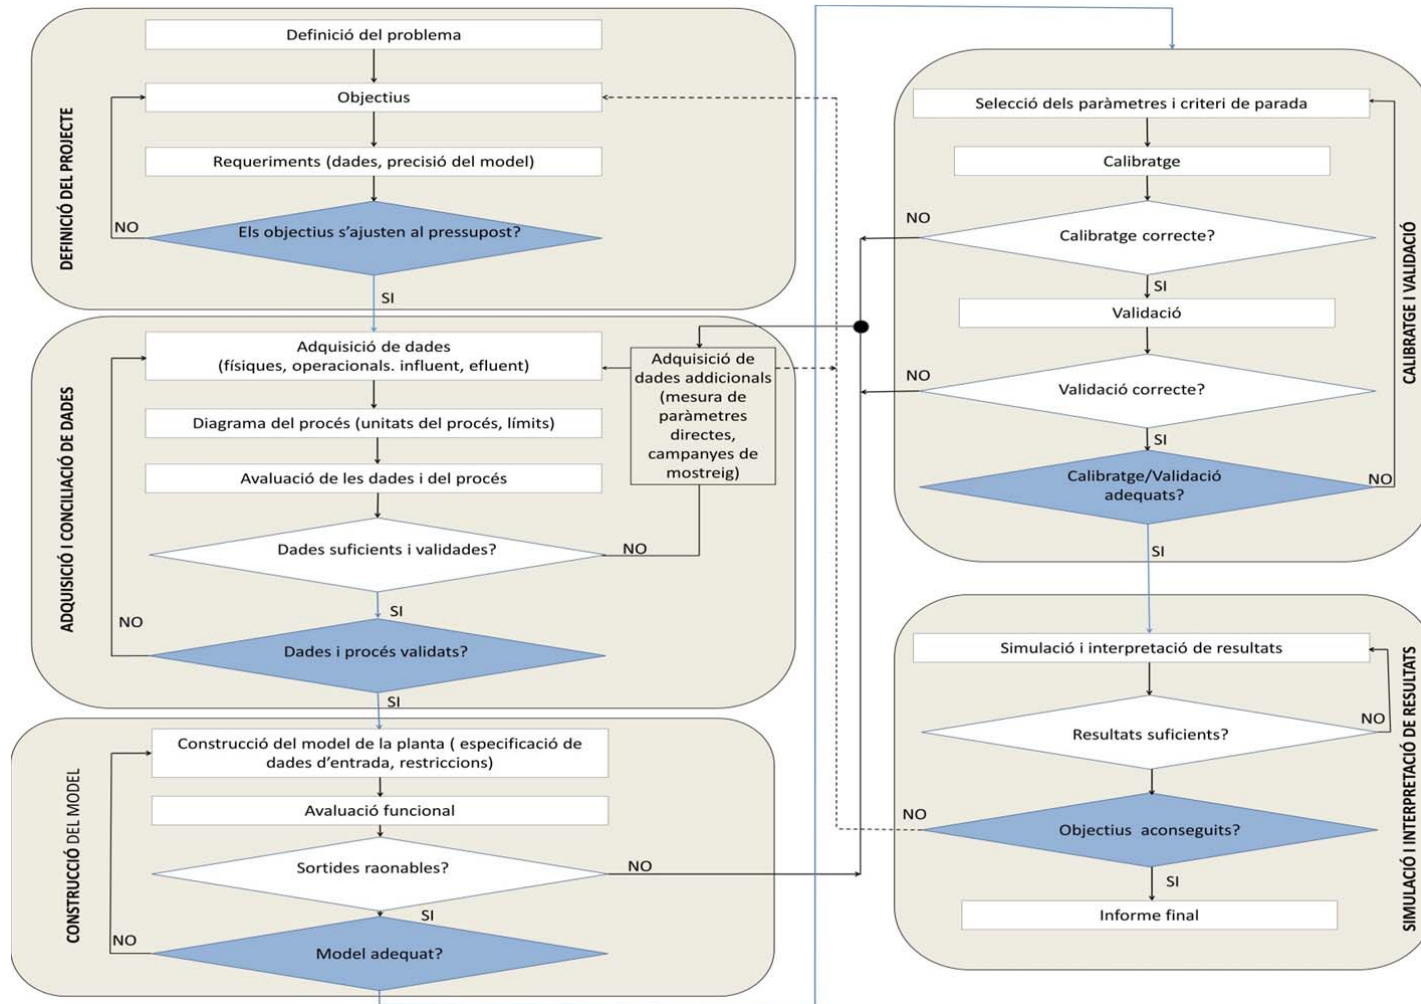 DEFINICIÓ DEL PROJECTE
Definició del problema
Objectius
Requeriments (dades, precisió del model)
NO
Els objectius s'ajusten al pressupost?
SI
ADQUISICIÓ I CONCILIACIÓ DE DADES
Adquisició de dades
(físiques, operacionals. influent, efluent)
Diagrama del procés (unitats del procés, límits)
Avaluació de les dades i del procés
Adquisició de
dades addicionals
(mesura de
paràmetres
directes,
campanyes de
mostreig)
Dades suficients i validades?
NO
SI
NO
Dades i procés validats?
SI
CONSTRUCCIÓ DEL MODEL
Construcció del model de la planta ( especificació de
dades d'entrada, restriccions)
Avaluació funcional
Sortides raonables?
NO
SI
NO
Model adequat?
CALIBRATGE I VALIDACIÓ
Selecció dels paràmetres i criteri de parada
Calibratge
NO
Calibratge correcte?
SI
Validació
NO
Validació correcte?
SI
Calibratge/Validació
adequats?
NO
SI
SIMULACIÓ I INTERPRETACIÓ DE RESULTATS
Simulació i interpretació de resultats
Resultats suficients?
NO
NO
Objectius aconseguits?
SI
Informe final